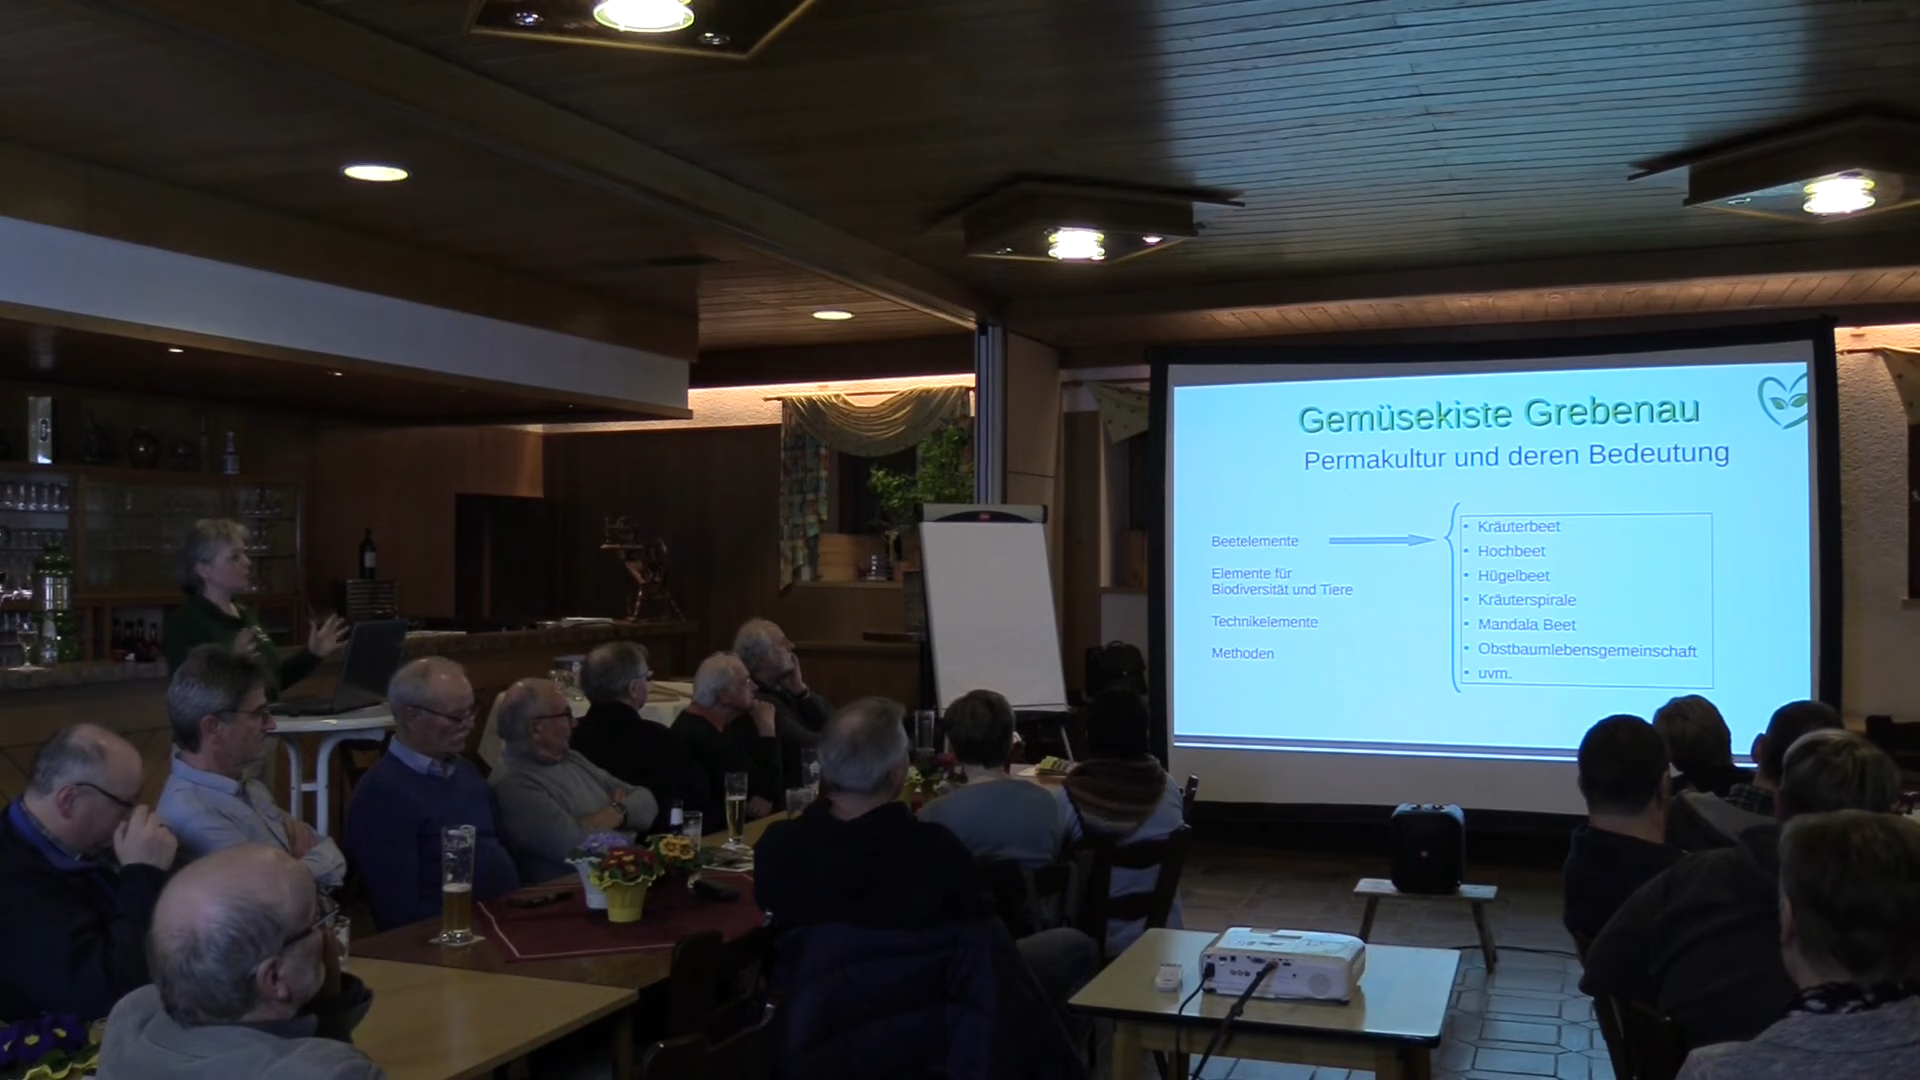 Gemüsekiste Grebenau
Permakultur und deren Bedeutung
Beetelemente
Elemente für
Biodiversität und Tiere
Technikelemente
Methoden
• Kräuterbeet
• Hochbeet
• Hügelbeet
• Kräuterspirale
• Mandala Beet
• Obstbaumlebensgemeinschaft
• uvm.